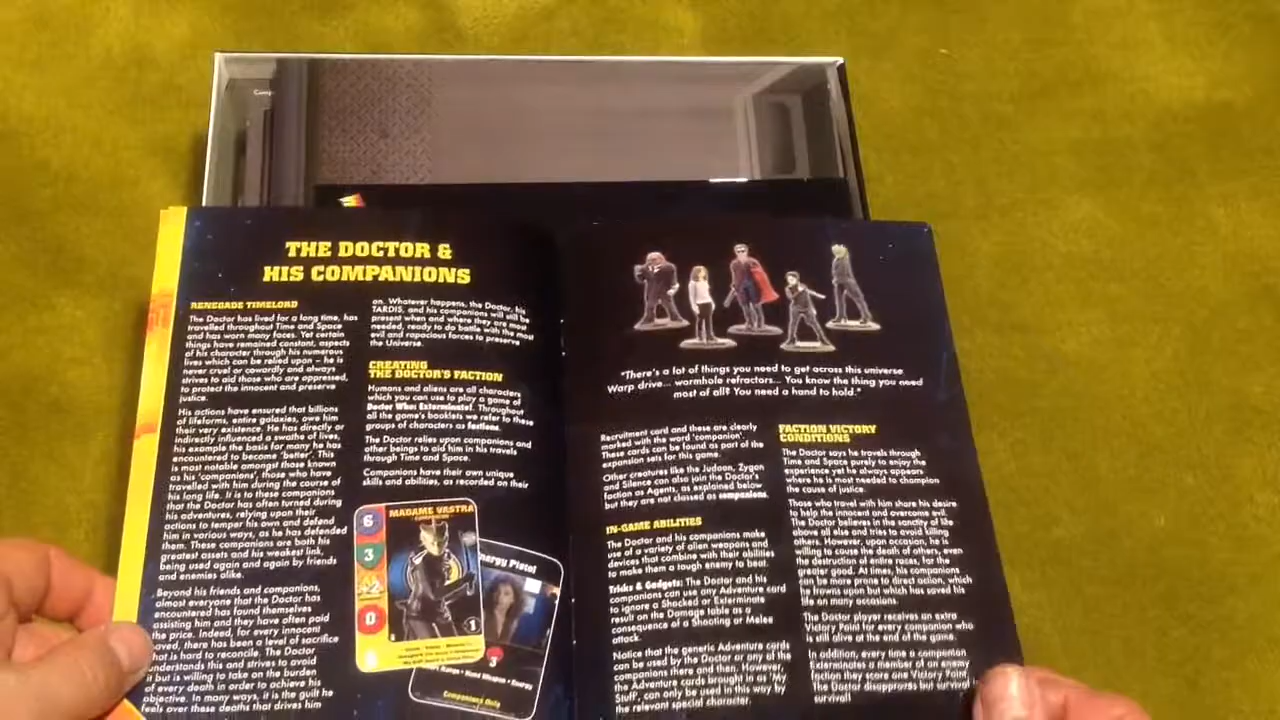 Comp
THE DOCTOR &
HIS COMPANIONS
RENEGADE TIMELORD
The Doctor has lived for a long time, has
travelled throughout Time and Space
and has worn many faces. Yet certain
things have remained constant, aspects
of his character through his numerous
lives which can be relied upon – he is
never cruel or cowardly and always
strives to aid those who are oppressed,
to protect the innocent and preserve
justice.
His actions have ensured that billions
of lifeforms, entire galaxies, owe him
their very existence. He has directly or
indirectly influenced a swathe of lives,
his example the basis for many he has
encountered to become 'better'. This
is most notable amongst those known
as his 'companions', those who have
travelled with him during the course of
his long life. It is to these companions
that the Doctor has often turned during
his adventures, relying upon their
actions to temper his own and defend
him in various ways, as he has defended
them. These companions are both his
greatest assets and his weakest link,
being used again and again by friends
and enemies alike.
Beyond his friends and companions,
almost everyone that the Doctor has
encountered has found themselves
assisting him and they have often paid
the price. Indeed, for every innocent
saved, there has been a level of sacrifice
that is hard to reconcile. The Doctor
understands this and strives to avoid
it but is willing to take on the burden
of every death in order to achieve his
objective. In many ways, it is the guilt he
feels over these deaths that drives him
on. Whatever happens, the Doctor, his
TARDIS, and his companions will still be
present when and where they are most
needed, ready to do battle with the most
evil and rapacious forces to preserve
the Universe.
CREATING
THE DOCTOR'S FACTION
Humans and aliens are all characters
which you can use to play a game of
Doctor Who: Exterminate!. Throughout
all the game's booklets we refer to these
groups of characters as factions.
The Doctor relies upon companions and
other beings to aid him in his travels
through Time and Space.
Companions have their own unique
skills and abilities, as recorded on their
MADAME VASTRA
COMPANION
6
3
+2
0
1
Energy Pistol
3
Range • Hand Weapon • Energy
Companions Only
"There's a lot of things you need to get across this universe
Warp drive... wormhole refractors... You know the thing you need
most of all? You need a hand to hold."
Recruitment card and these are clearly
marked with the word 'companion'.
These cards can be found as part of the
expansion sets for this game.
Other creatures like the Judoon, Zygon
and Silence can also join the Doctor's
faction as Agents, as explained below
but they are not classed as companions.
IN-GAME ABILITIES
The Doctor and his companions make
use of a variety of alien weapons and
devices that combine with their abilities
to make them a tough enemy to beat.
Tricks & Gadgets: The Doctor and his
companions can use any Adventure card
to ignore a Shocked or Exterminate
result on the Damage table as a
consequence of a Shooting or Melee
attack.
Notice that the generic Adventure cards
can be used by the Doctor or any of the
companions there and then. However,
the Adventure cards brought in as 'My
Stuff', can only be used in this way by
the relevant special character.
FACTION VICTORY
CONDITIONS
The Doctor says he travels through
Time and Space purely to enjoy the
experience yet he always appears
where he is most needed to champion
the cause of justice.
Those who travel with him share his desire
to help the innocent and overcome evil.
The Doctor believes in the sanctity of life
above all else and tries to avoid killing
others. However, upon occasion, he is
willing to cause the death of others, even
the destruction of entire races, for the
greater good. At times, his companions
can be more prone to direct action, which
he frowns upon but which has saved his
life on many occasions.
The Doctor player receives an extra
Victory Point for every companion who
is still alive at the end of the game.
In addition, every time a companion
Exterminates a member of an enemy
faction they score one Victory Point.
The Doctor disapproves but survival
survival!